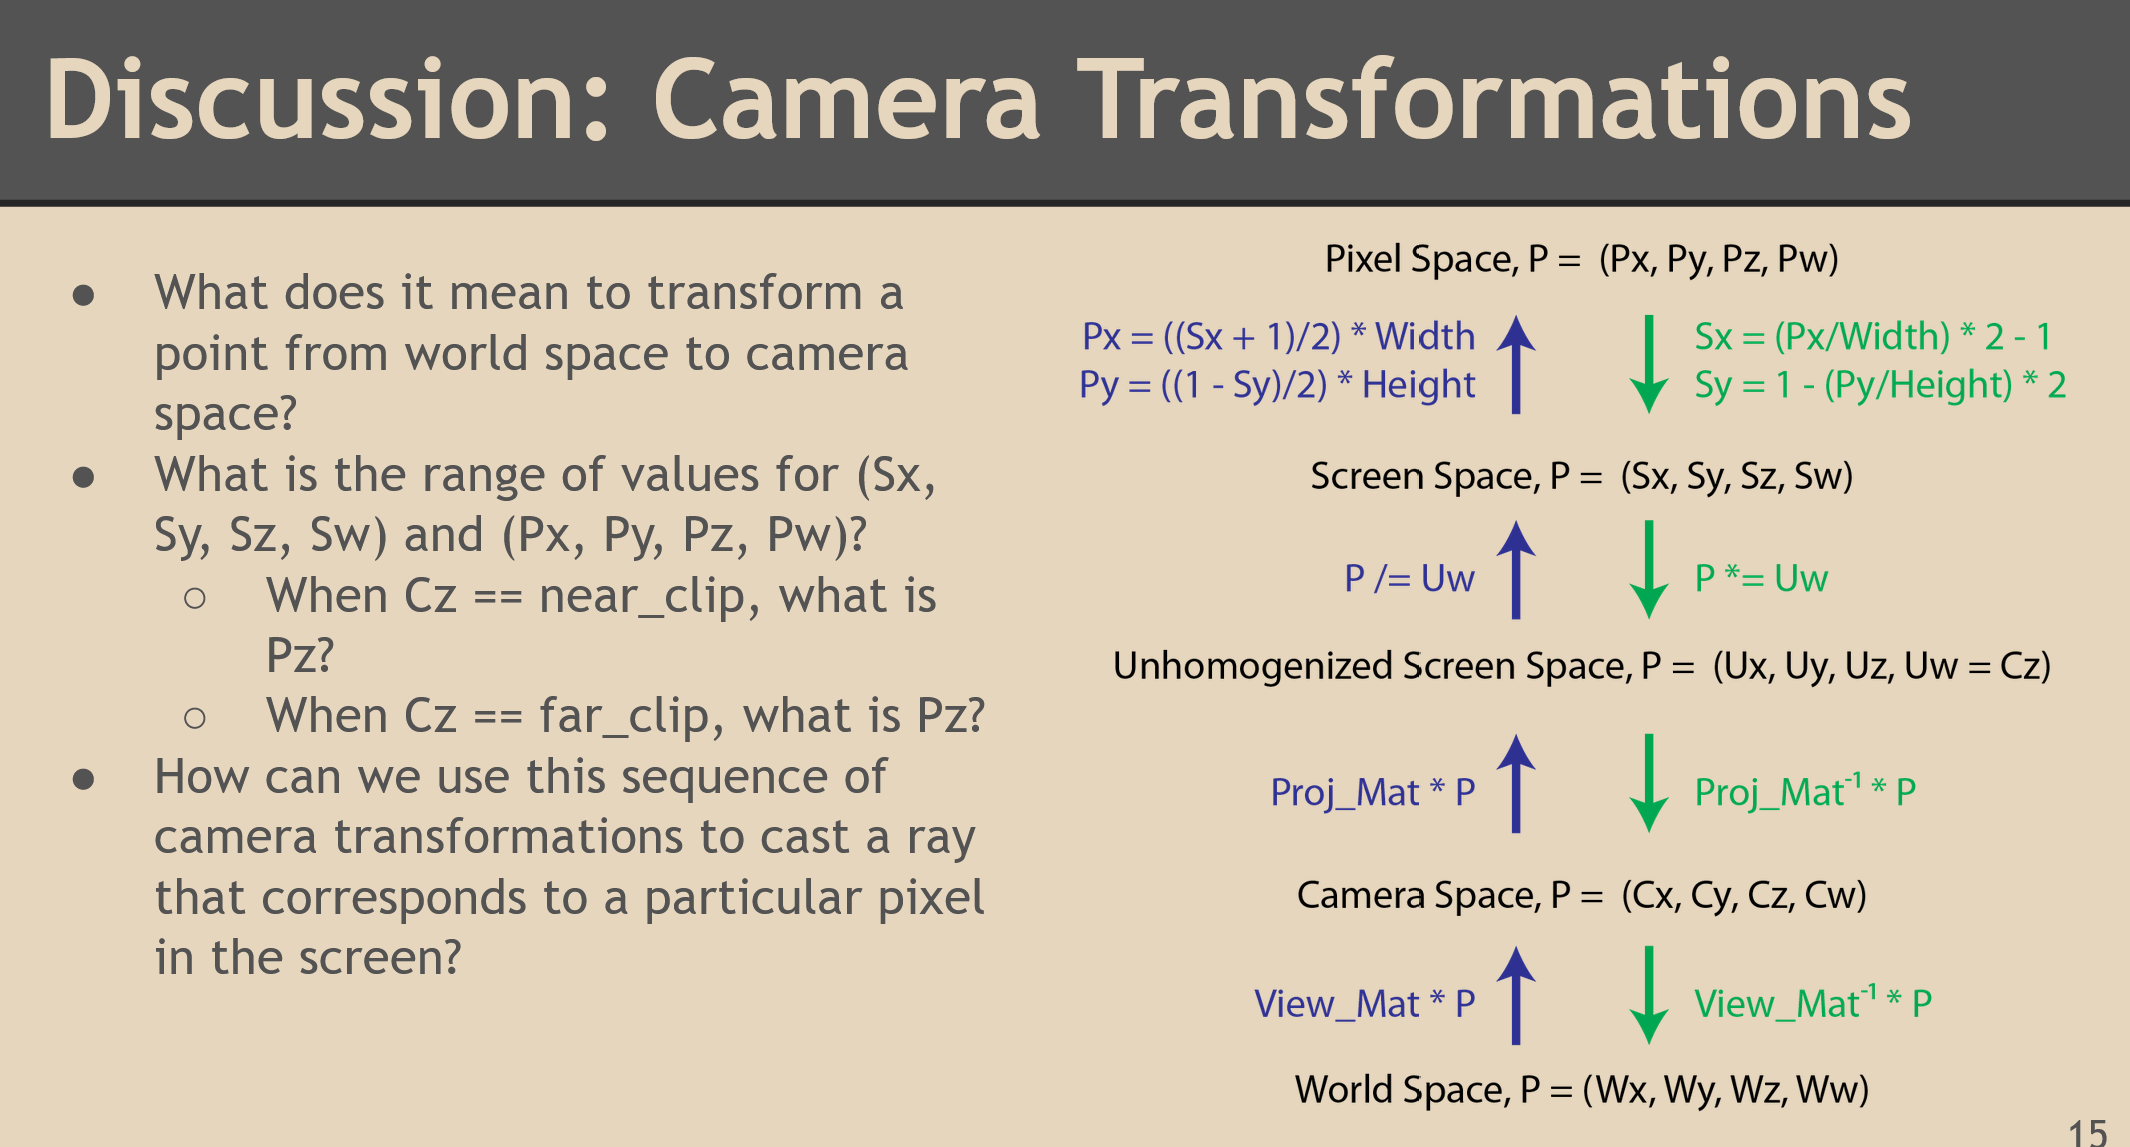 Discussion: Camera Transformations
● What does it mean to transform a
point from world space to camera
space?
● What is the range of values for (Sx,
Sy, Sz, Sw) and (Px, Py, Pz, Pw)?
○ When Cz == near_clip, what is
Pz?
○ When Cz == far_clip, what is Pz?
● How can we use this sequence of
camera transformations to cast a ray
that corresponds to a particular pixel
in the screen?
Pixel Space, P = (Px, Py, Pz, Pw)
Px = ((Sx + 1)/2) * Width
Py = ((1 - Sy)/2) * Height
Sx = (Px/Width) * 2 - 1
Sy = 1 - (Py/Height) * 2
Screen Space, P = (Sx, Sy, Sz, Sw)
P /= Uw
P *= Uw
Unhomogenized Screen Space, P = (Ux, Uy, Uz, Uw = Cz)
Proj_Mat * P
Proj_Mat⁻¹ * P
Camera Space, P = (Cx, Cy, Cz, Cw)
View_Mat * P
View_Mat⁻¹ * P
World Space, P = (Wx, Wy, Wz, Ww)
15